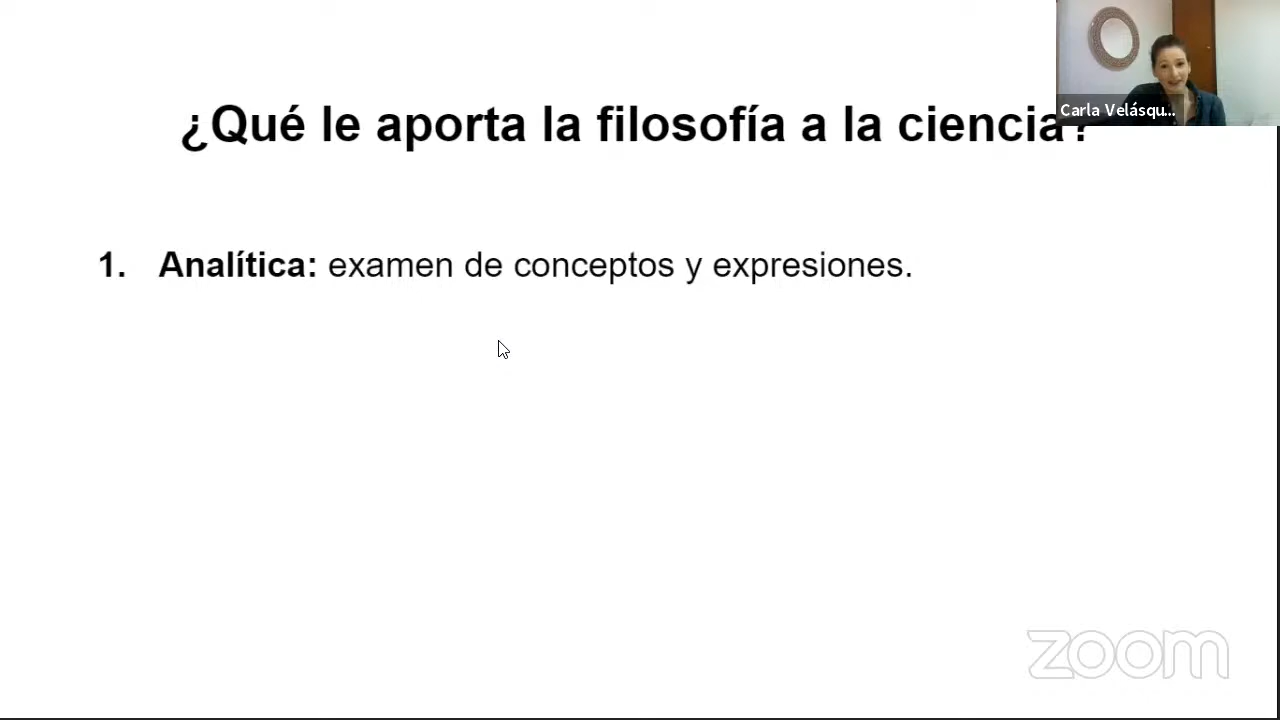 Carla Velásqu...
¿Qué le aporta la filosofía a la ciencia?
1. Analítica: examen de conceptos y expresiones.
zoom